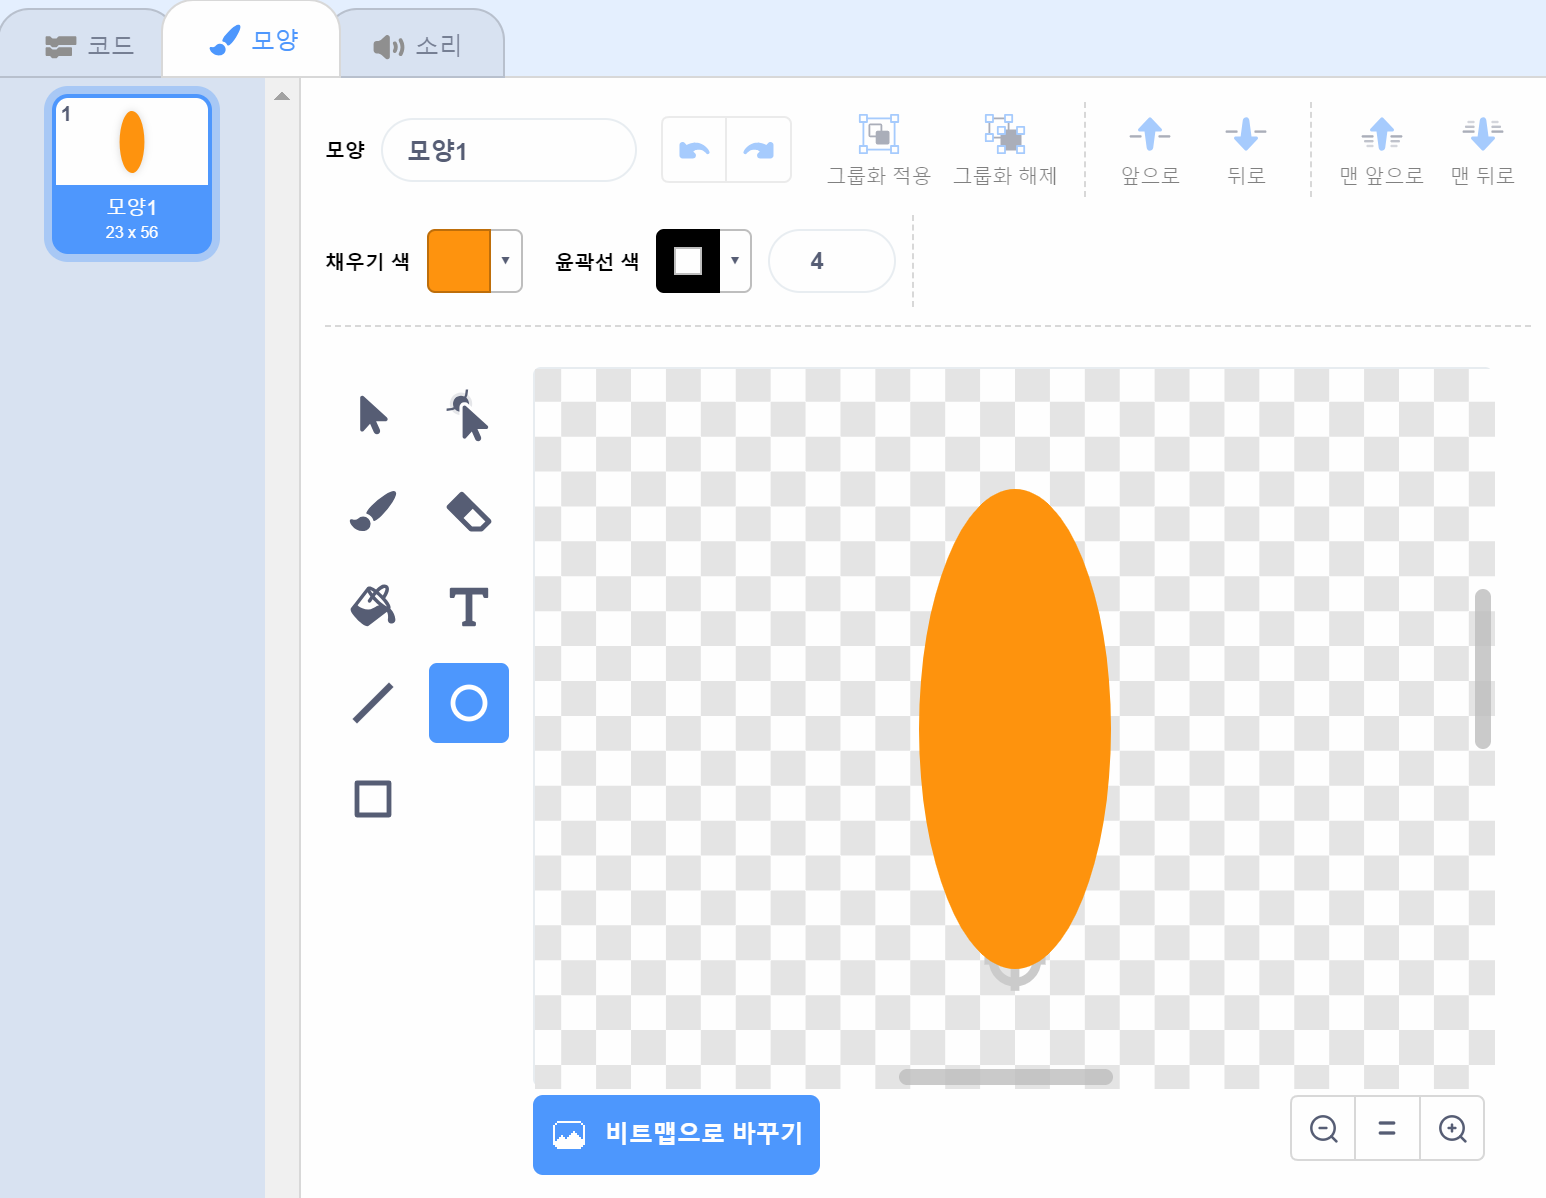 코드
모양
소리
1
모양1
23 x 56
모양
모양1
그룹화 적용
그룹화 해제
앞으로
뒤로
맨 앞으로
맨 뒤로
채우기 색
윤곽선 색
4
비트맵으로 바꾸기